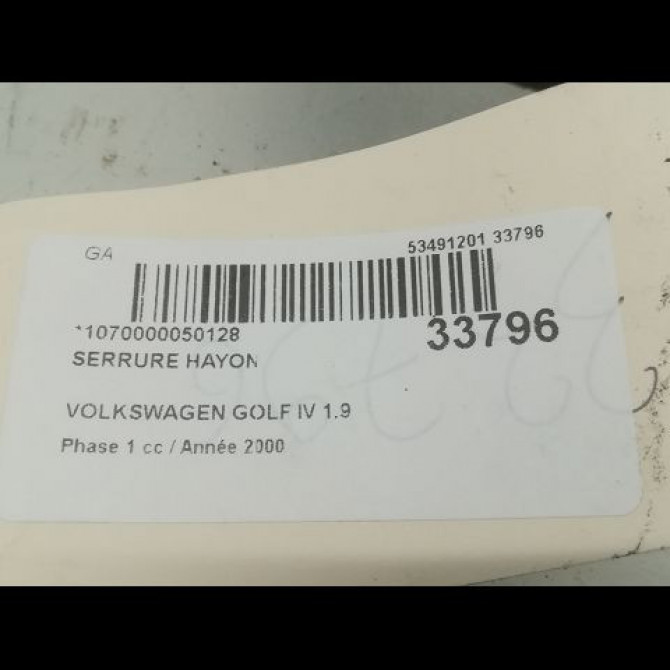 GA
53491201 33796
*1070000050128
33796
SERRURE HAYON
VOLKSWAGEN GOLF IV 1.9
Phase 1 cc / Année 2000